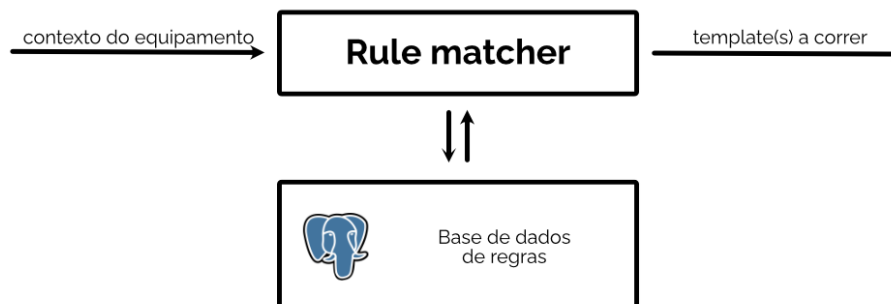 contexto do equipamento
Rule matcher
template(s) a correr
Base de dados
de regras